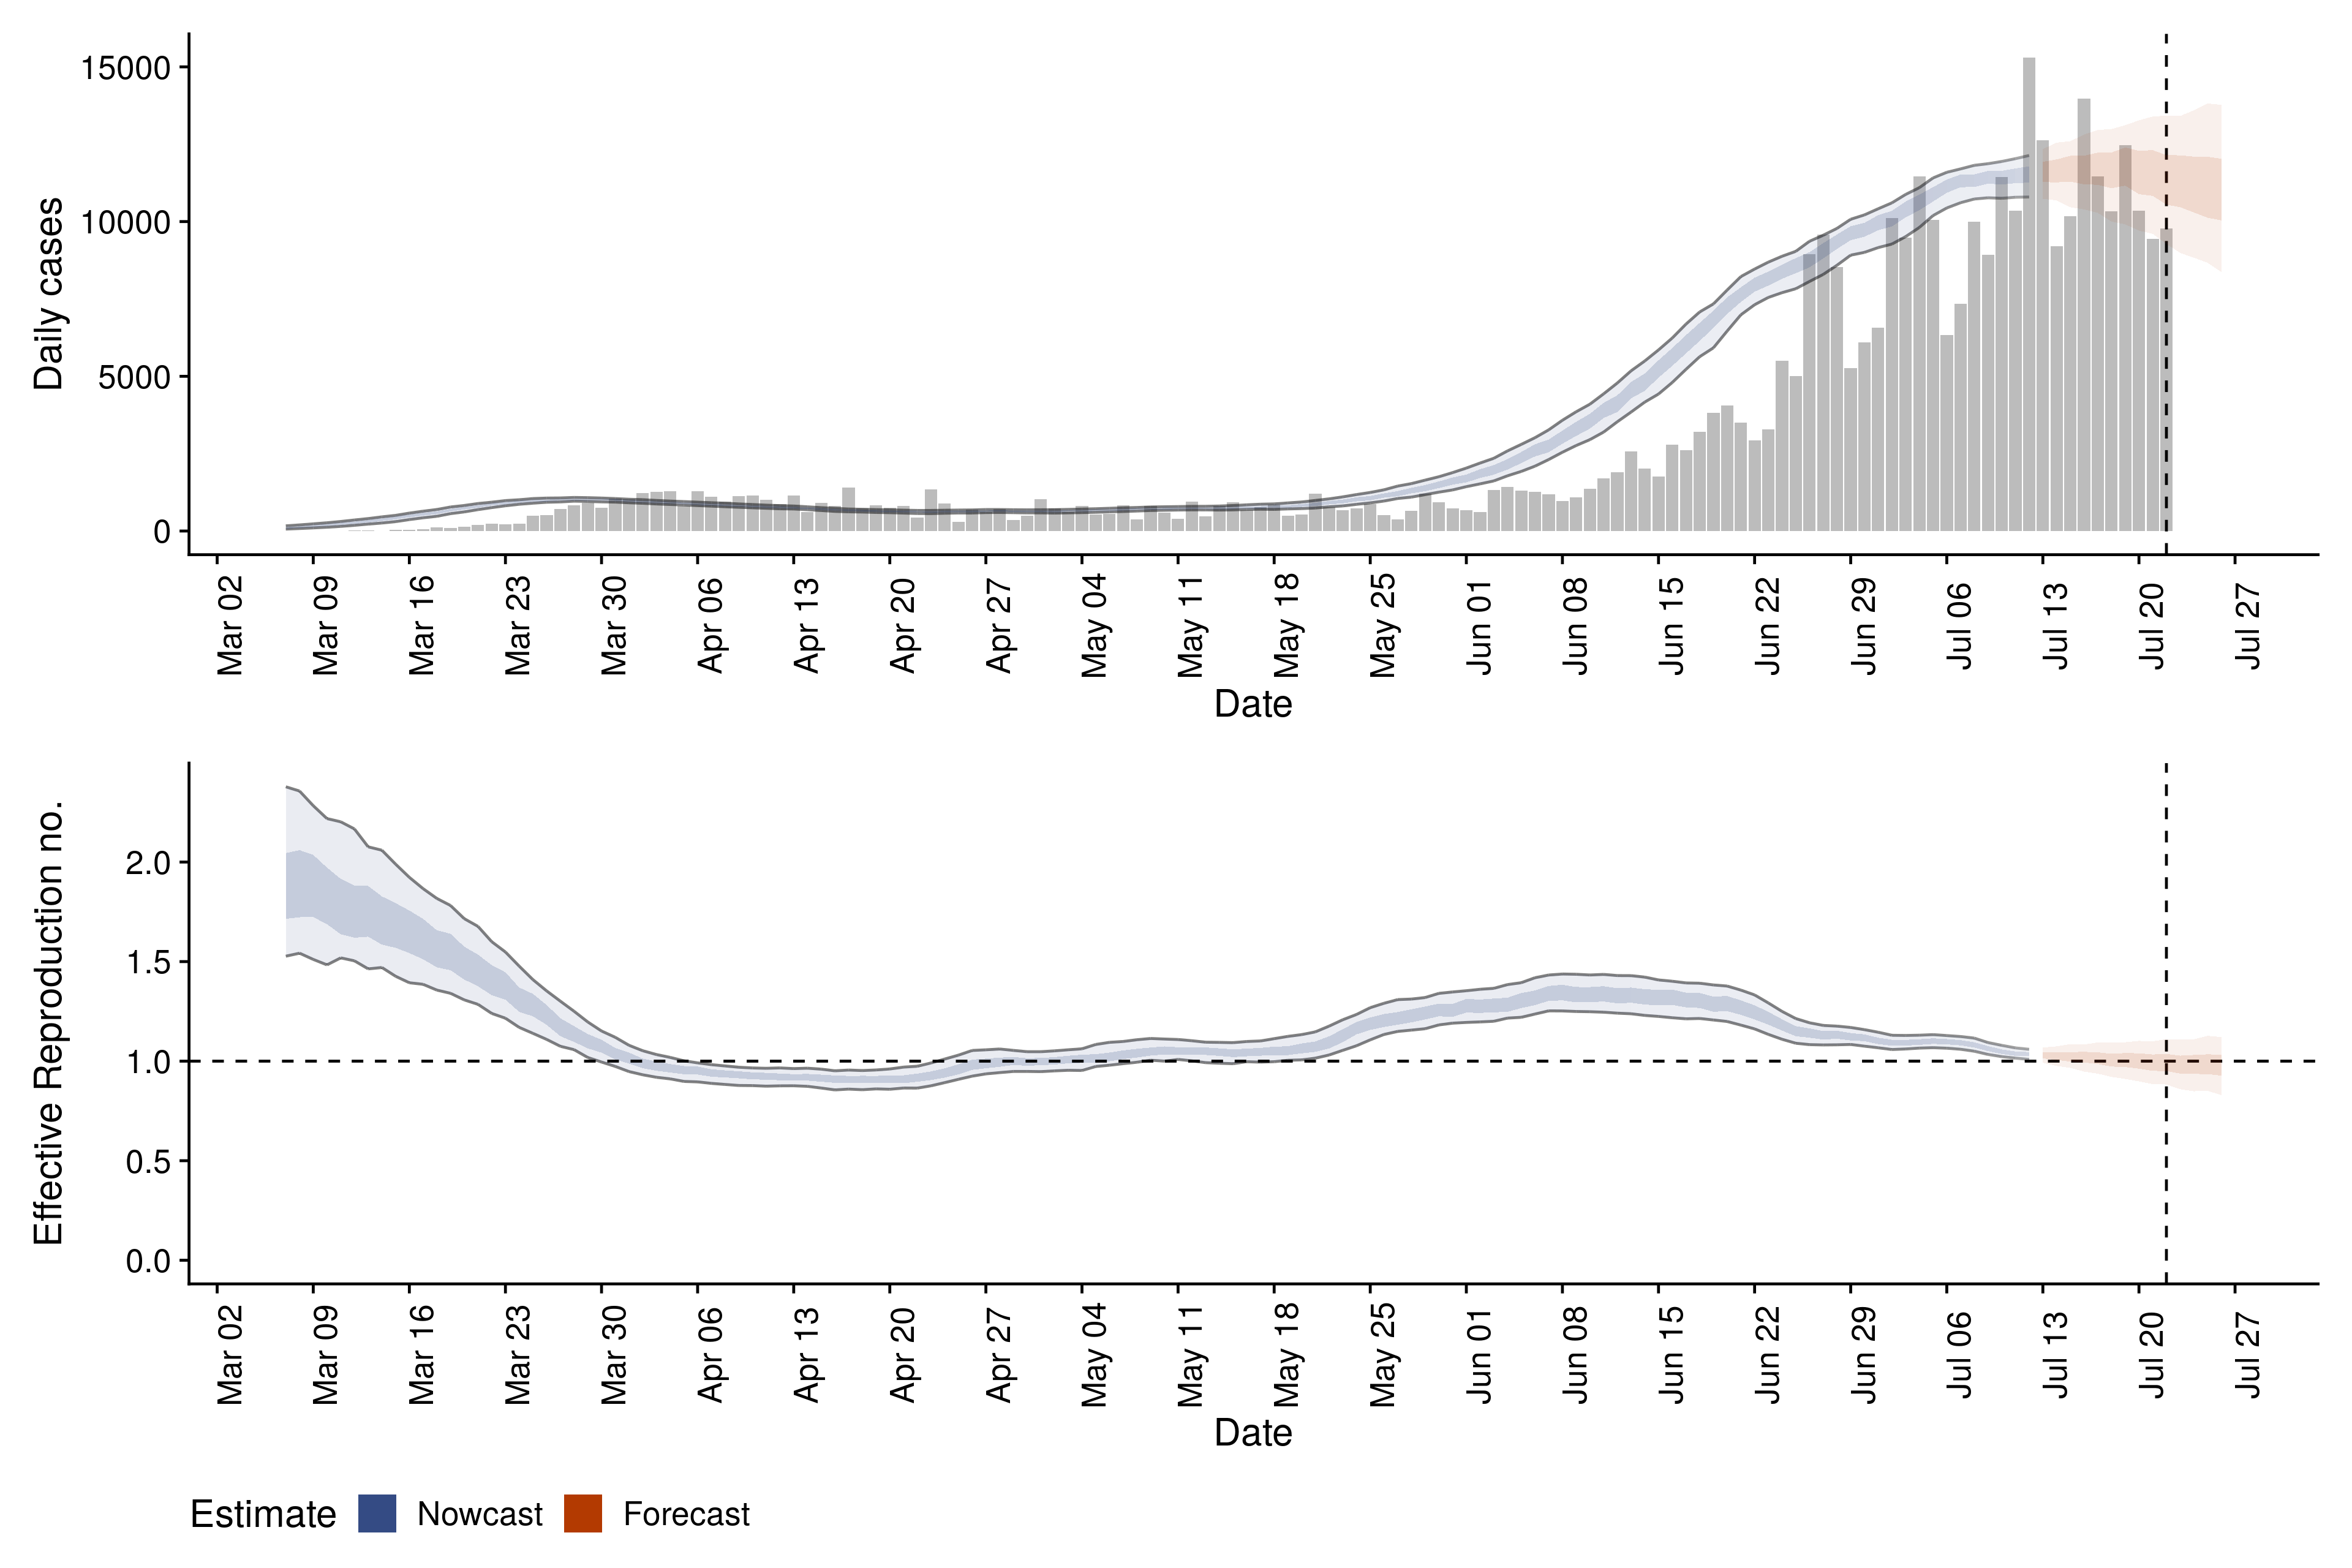 15000
10000
5000
0
Daily cases
Mar 02 Mar 09 Mar 16 Mar 23 Mar 30 Apr 06 Apr 13 Apr 20 Apr 27 May 04 May 11 May 18 May 25 Jun 01 Jun 08 Jun 15 Jun 22 Jun 29 Jul 06 Jul 13 Jul 20 Jul 27
Date
2.0
1.5
1.0
0.5
0.0
Effective Reproduction no.
Mar 02 Mar 09 Mar 16 Mar 23 Mar 30 Apr 06 Apr 13 Apr 20 Apr 27 May 04 May 11 May 18 May 25 Jun 01 Jun 08 Jun 15 Jun 22 Jun 29 Jul 06 Jul 13 Jul 20 Jul 27
Date
Estimate Nowcast Forecast